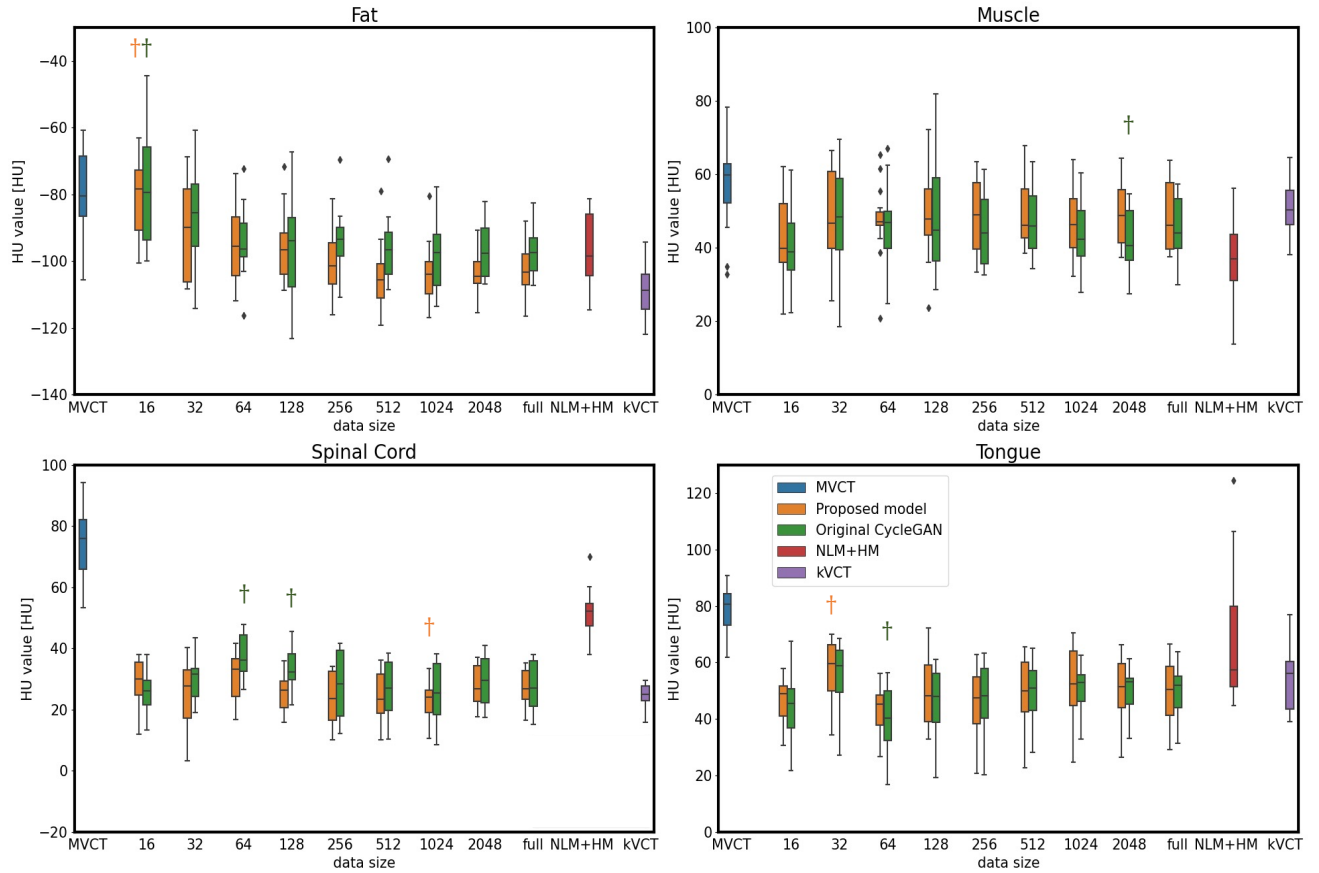 Fat
HU value [HU]
−40
−60
−80
−100
−120
−140
† †
MVCT 16 32 64 128 256 512 1024 2048 full NLM+HM kVCT
data size
Muscle
HU value [HU]
100
80
60
40
20
0
†
MVCT 16 32 64 128 256 512 1024 2048 full NLM+HM kVCT
data size
Spinal Cord
HU value [HU]
100
80
60
40
20
0
−20
† † †
MVCT 16 32 64 128 256 512 1024 2048 full NLM+HM kVCT
data size
Tongue
HU value [HU]
120
100
80
60
40
20
0
MVCT
Proposed model
Original CycleGAN
NLM+HM
kVCT
† †
MVCT 16 32 64 128 256 512 1024 2048 full NLM+HM kVCT
data size